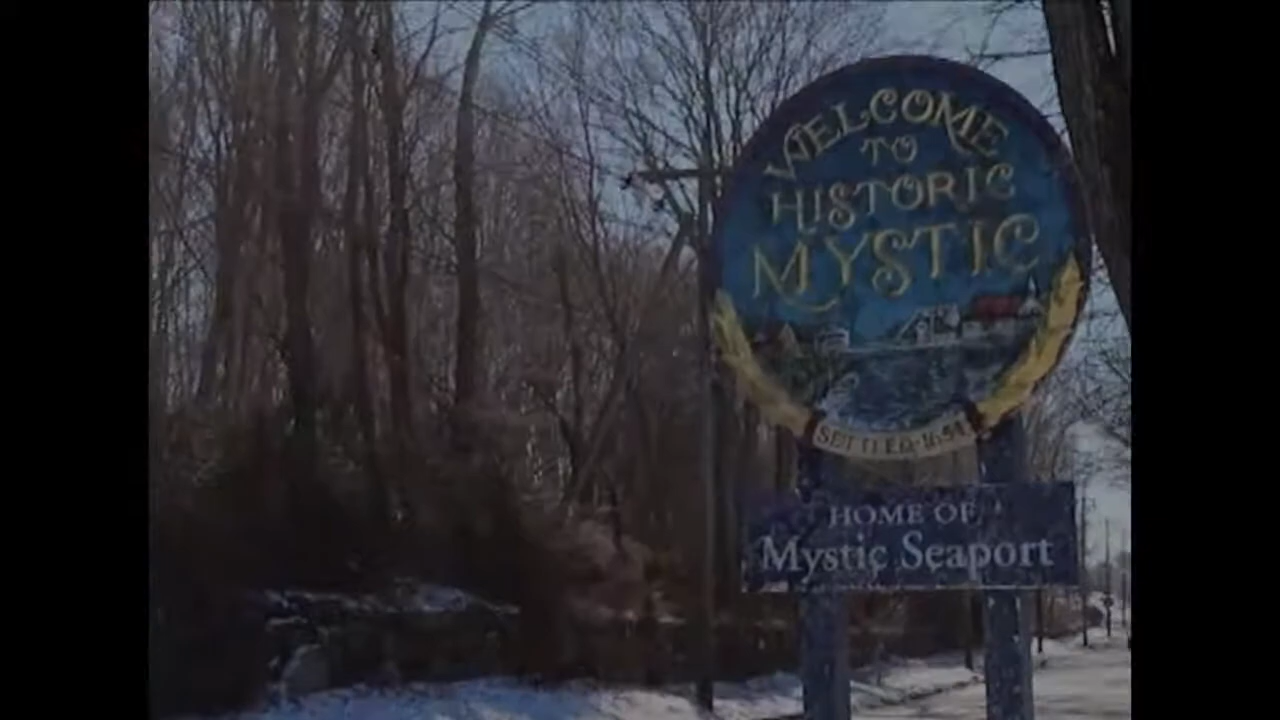 WELCOME
TO
HISTORIC
MYSTIC
SETTLED·1654
HOME OF
Mystic Seaport